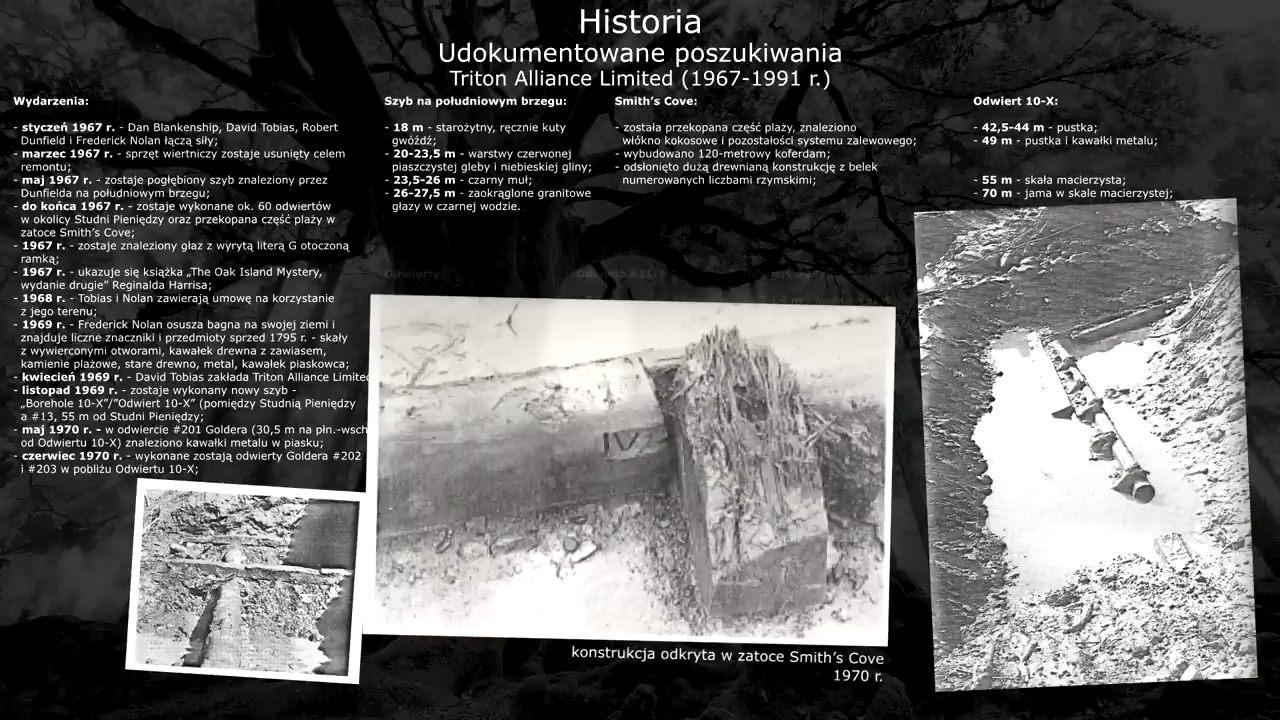 Historia
Udokumentowane poszukiwania
Triton Alliance Limited (1967-1991 r.)
Wydarzenia:
- styczeń 1967 r. - Dan Blankenship, David Tobias, Robert
Dunfield i Frederick Nolan łączą siły;
- marzec 1967 r. - sprzęt wiertniczy zostaje usunięty celem
remontu;
- maj 1967 r. - zostaje pogłębiony szyb znaleziony przez
Dunfielda na południowym brzegu;
- do końca 1967 r. - zostaje wykonane ok. 60 odwiertów
w okolicy Studni Pieniędzy oraz przekopana część plaży w
zatoce Smith's Cove;
- 1967 r. - zostaje znaleziony głaz z wyrytą literą G otoczoną
ramką;
- 1967 r. - ukazuje się książka „The Oak Island Mystery,
wydanie drugie” Reginalda Harrisa;
- 1968 r. - Tobias i Nolan zawierają umowę na korzystanie
z jego terenu;
- 1969 r. - Frederick Nolan osusza bagna na swojej ziemi i
znajduje liczne znaczniki i przedmioty sprzed 1795 r. - skały
z wywierconymi otworami, kawałek drewna z zawiasem,
kamienie plażowe, stare drewno, metal, kawałek piaskowca;
- kwiecień 1969 r. - David Tobias zakłada Triton Alliance Limited
- listopad 1969 r. - zostaje wykonany nowy szyb -
„Borehole 10-X”/”Odwiert 10-X” (pomiędzy Studnią Pieniędzy
a #13, 55 m od Studni Pieniędzy;
- maj 1970 r. - w odwiercie #201 Goldera (30,5 m na płn.-wsch
od Odwiertu 10-X) znaleziono kawałki metalu w piasku;
- czerwiec 1970 r. - wykonane zostają odwierty Goldera #202
i #203 w pobliżu Odwiertu 10-X;
Szyb na południowym brzegu:
- 18 m - starożytny, ręcznie kuty
gwóźdź;
- 20-23,5 m - warstwy czerwonej
piaszczystej gleby i niebieskiej gliny;
- 23,5-26 m - czarny muł;
- 26-27,5 m - zaokrąglone granitowe
głazy w czarnej wodzie.
Smith's Cove:
- została przekopana część plaży, znaleziono
włókno kokosowe i pozostałości systemu zalewowego;
- wybudowano 120-metrowy koferdam;
- odsłonięto dużą drewnianą konstrukcję z belek
numerowanych liczbami rzymskimi;
Odwiert 10-X:
- 42,5-44 m - pustka;
- 49 m - pustka i kawałki metalu;
- 55 m - skała macierzysta;
- 70 m - jama w skale macierzystej;
Odwierty:
IV
konstrukcja odkryta w zatoce Smith's Cove
1970 r.